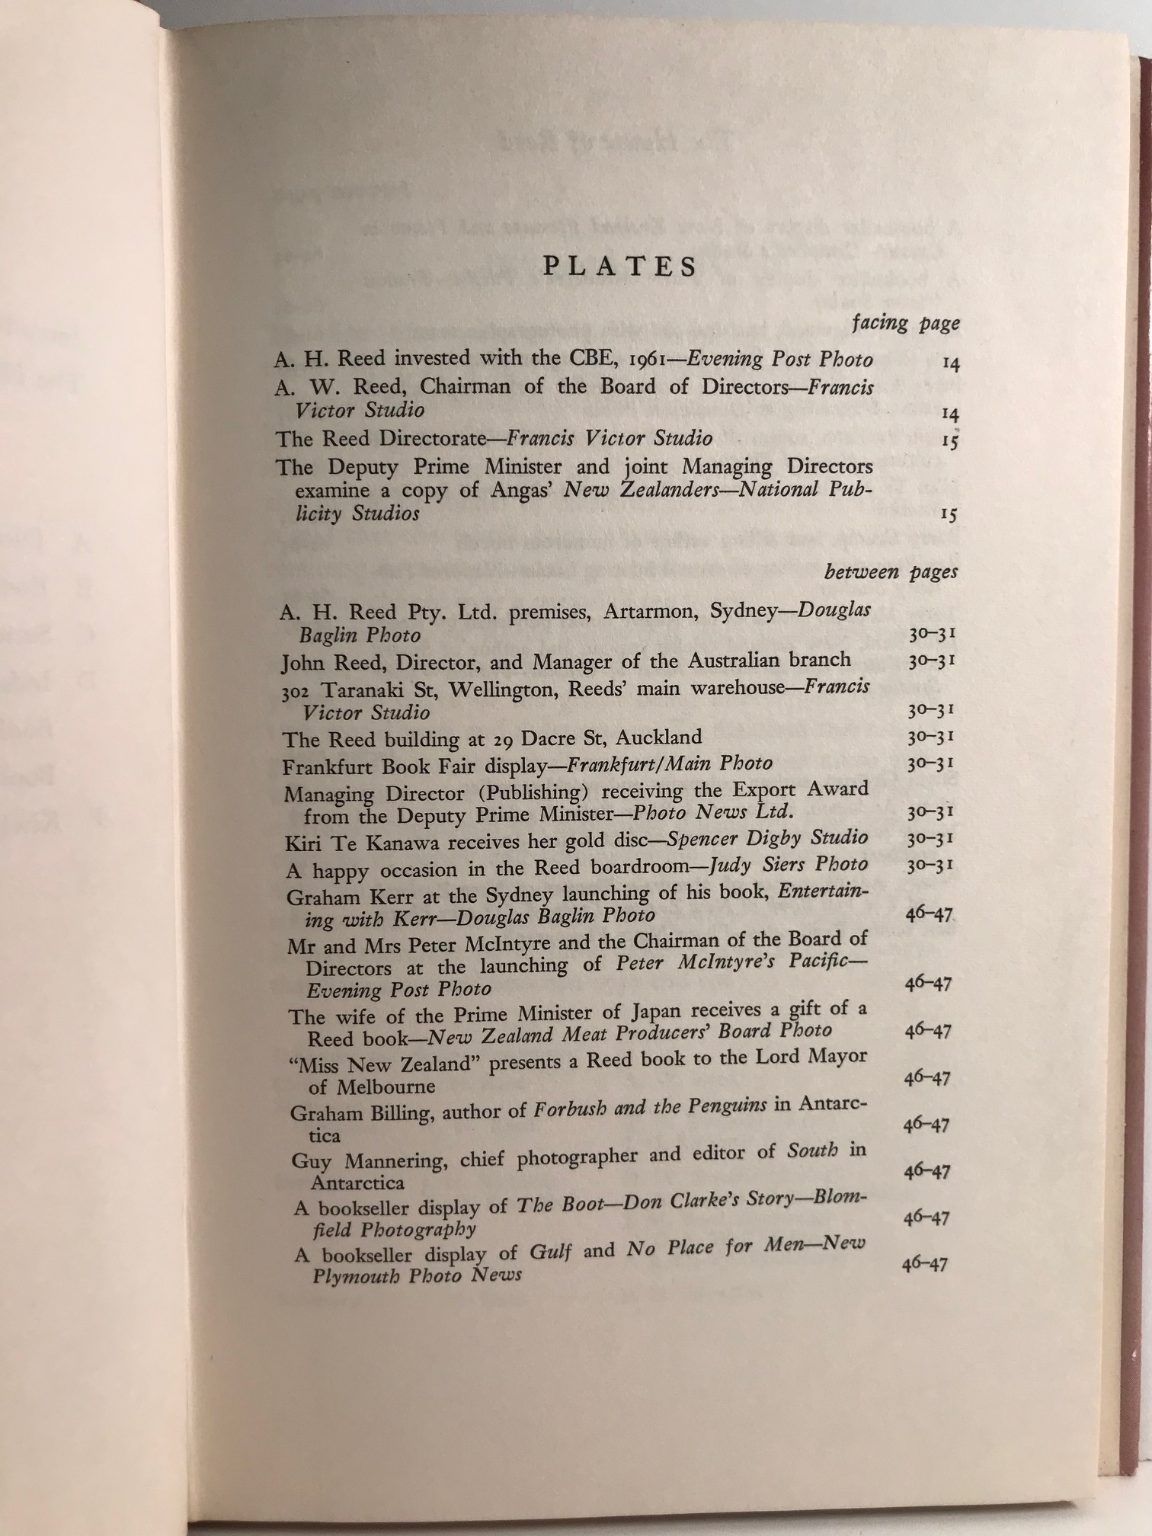 PLATES
facing page
A. H. Reed invested with the CBE, 1961—Evening Post Photo 14
A. W. Reed, Chairman of the Board of Directors—Francis
Victor Studio 14
The Reed Directorate—Francis Victor Studio 15
The Deputy Prime Minister and joint Managing Directors
examine a copy of Angas' New Zealanders—National Pub-
licity Studios 15
between pages
A. H. Reed Pty. Ltd. premises, Artarmon, Sydney—Douglas
Baglin Photo 30–31
John Reed, Director, and Manager of the Australian branch 30–31
302 Taranaki St, Wellington, Reeds' main warehouse—Francis
Victor Studio 30–31
The Reed building at 29 Dacre St, Auckland 30–31
Frankfurt Book Fair display—Frankfurt/Main Photo 30–31
Managing Director (Publishing) receiving the Export Award
from the Deputy Prime Minister—Photo News Ltd. 30–31
Kiri Te Kanawa receives her gold disc—Spencer Digby Studio 30–31
A happy occasion in the Reed boardroom—Judy Siers Photo 30–31
Graham Kerr at the Sydney launching of his book, Entertain-
ing with Kerr—Douglas Baglin Photo 46–47
Mr and Mrs Peter McIntyre and the Chairman of the Board of
Directors at the launching of Peter McIntyre's Pacific—
Evening Post Photo 46–47
The wife of the Prime Minister of Japan receives a gift of a
Reed book—New Zealand Meat Producers' Board Photo 46–47
"Miss New Zealand" presents a Reed book to the Lord Mayor
of Melbourne 46–47
Graham Billing, author of Forbush and the Penguins in Antarc-
tica 46–47
Guy Mannering, chief photographer and editor of South in
Antarctica 46–47
A bookseller display of The Boot—Don Clarke's Story—Blom-
field Photography 46–47
A bookseller display of Gulf and No Place for Men—New
Plymouth Photo News 46–47